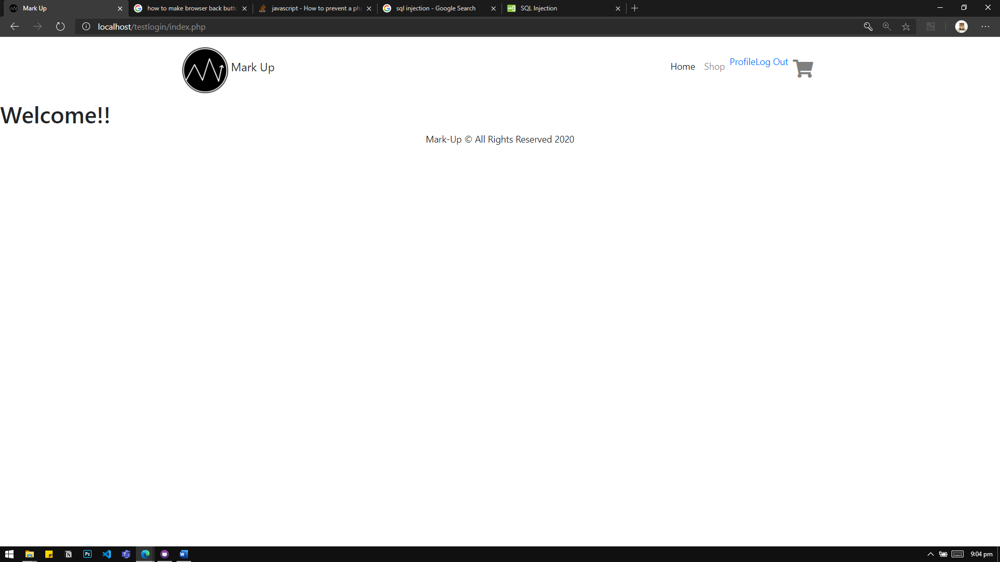 Mark Up
how to make browser back butt
javascript - How to prevent a ph
sql injection - Google Search
SQL Injection
localhost/testlogin/index.php
Mark Up
Home
Shop
ProfileLog Out
Welcome!!
Mark-Up © All Rights Reserved 2020
9:04 pm